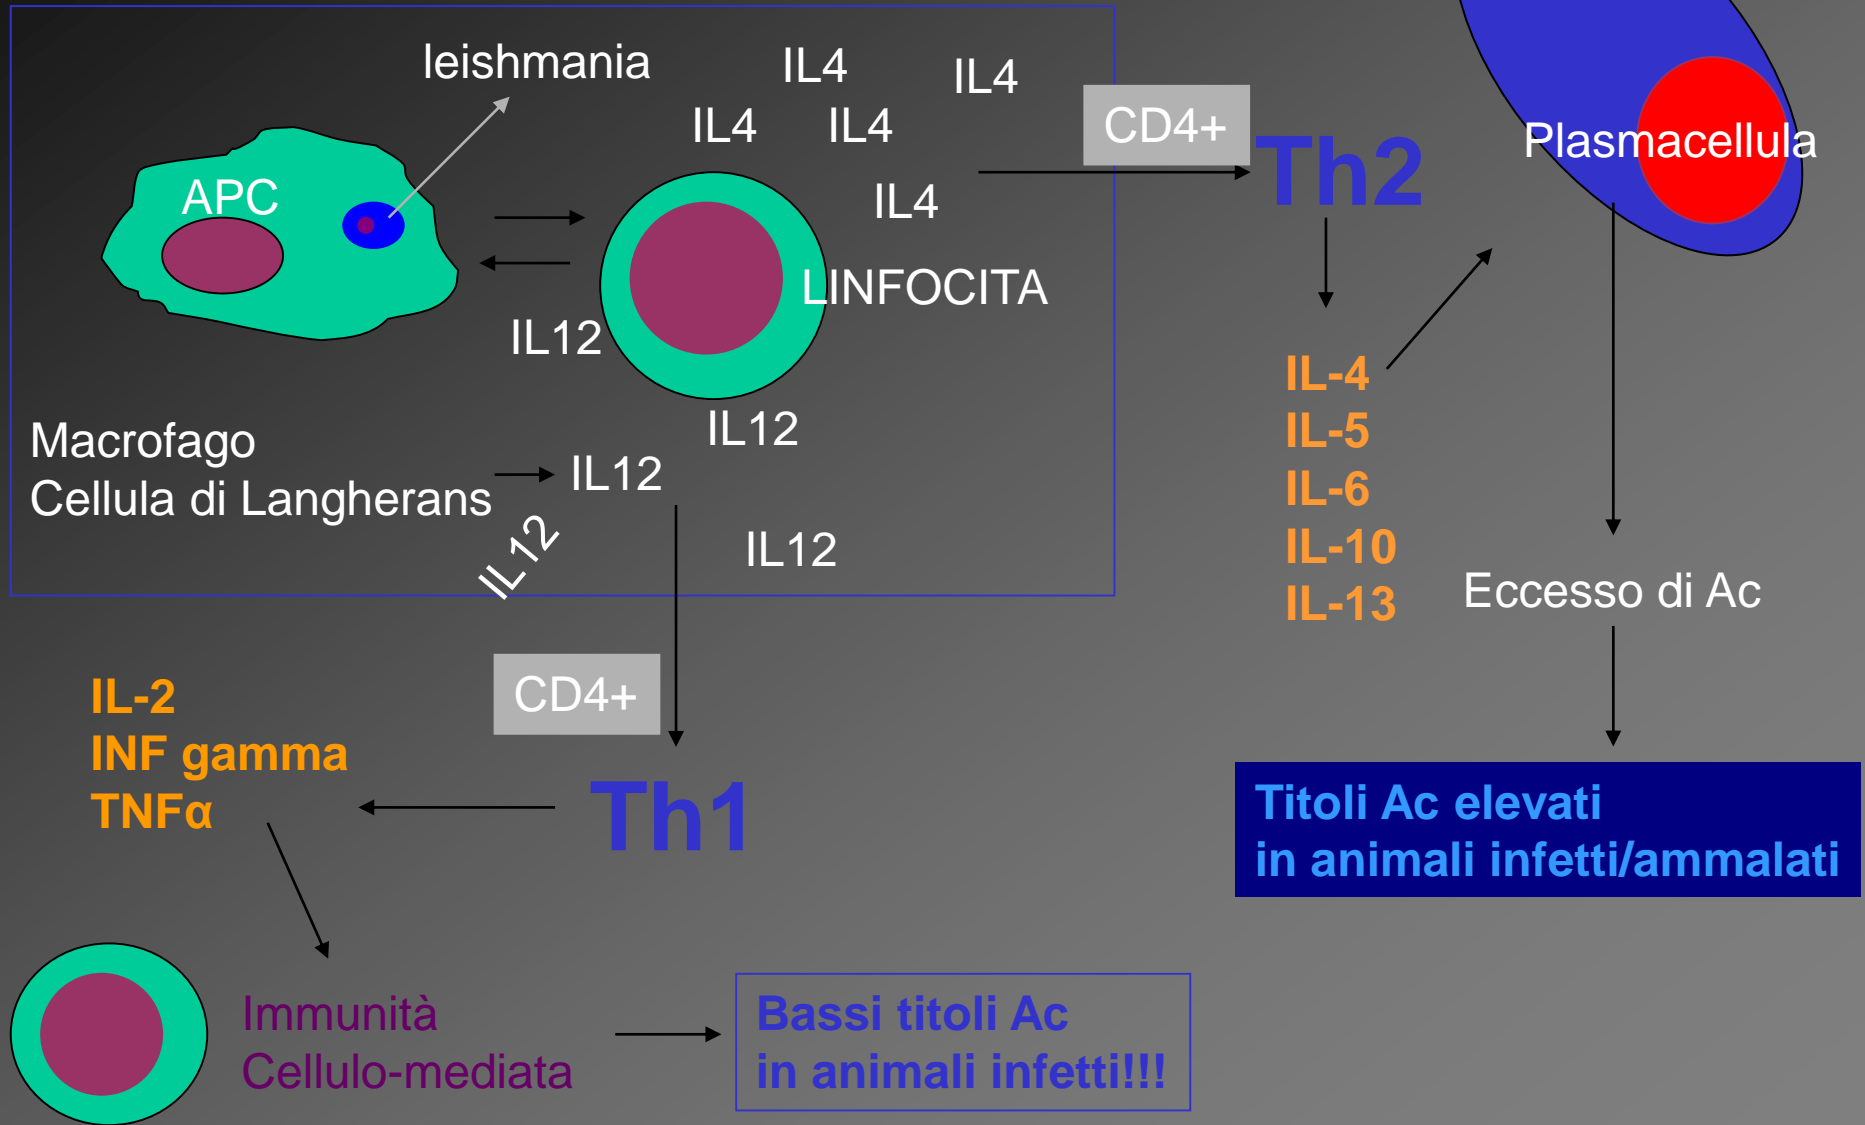 leishmania
IL4
IL4
IL4
IL4
CD4+
Th2
Plasmacellula
APC
IL4
LINFOCITA
IL12
IL-4
IL-5
IL-6
IL-10
IL-13
Macrofago
Cellula di Langherans
IL12
IL12
IL12
IL12
Eccesso di Ac
CD4+
IL-2
INF gamma
TNFα
Th1
Titoli Ac elevati
in animali infetti/ammalati
Immunità
Cellulo-mediata
Bassi titoli Ac
in animali infetti!!!